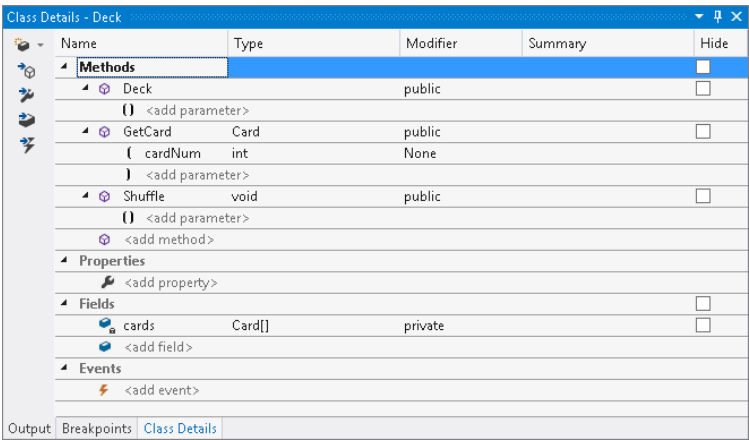 Class Details - Deck
Name Type Modifier Summary Hide
Methods
Deck public
() <add parameter>
GetCard Card public
( cardNum int None
) <add parameter>
Shuffle void public
() <add parameter>
<add method>
Properties
<add property>
Fields
cards Card[] private
<add field>
Events
<add event>
Output Breakpoints Class Details